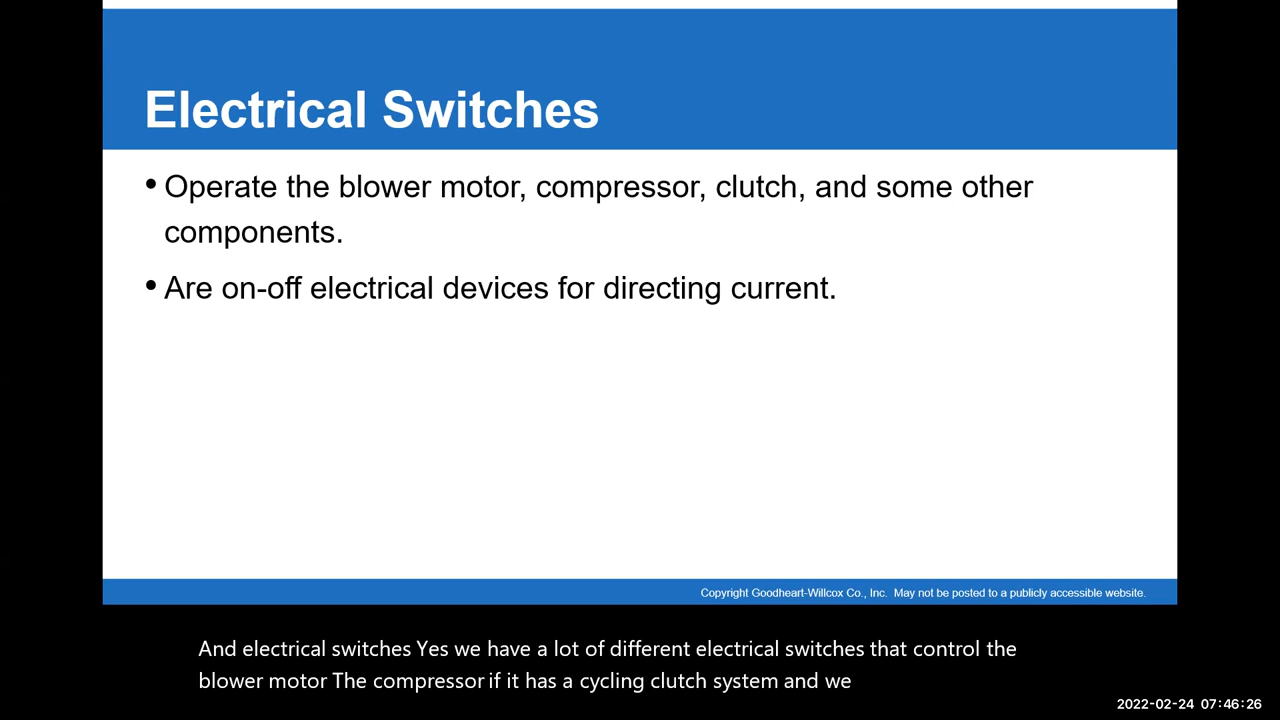 Electrical Switches
• Operate the blower motor, compressor, clutch, and some other
components.
• Are on-off electrical devices for directing current.
Copyright Goodheart-Willcox Co., Inc. May not be posted to a publicly accessible website.
And electrical switches Yes we have a lot of different electrical switches that control the
blower motor The compressor if it has a cycling clutch system and we
2022-02-24 07:46:26